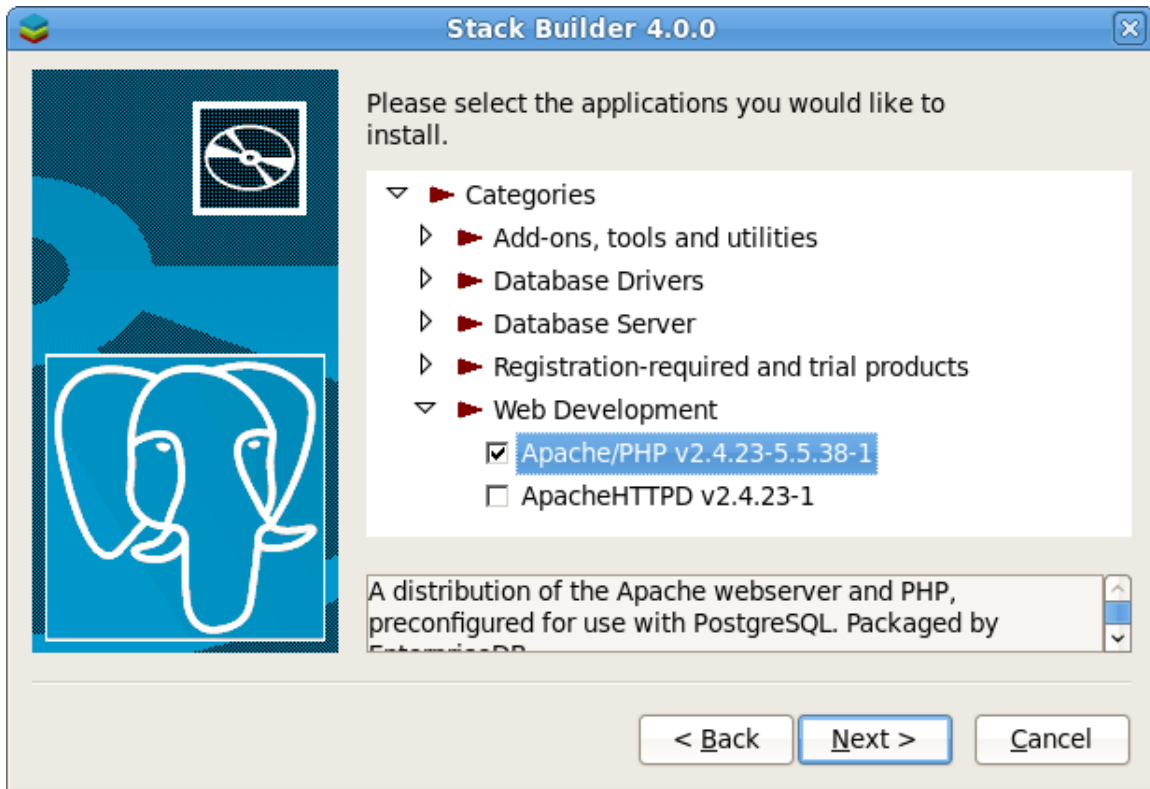 Stack Builder 4.0.0
Please select the applications you would like to
install.
Categories
Add-ons, tools and utilities
Database Drivers
Database Server
Registration-required and trial products
Web Development
Apache/PHP v2.4.23-5.5.38-1
ApacheHTTPD v2.4.23-1
A distribution of the Apache webserver and PHP,
preconfigured for use with PostgreSQL. Packaged by
EnterpriseDB
< Back
Next >
Cancel